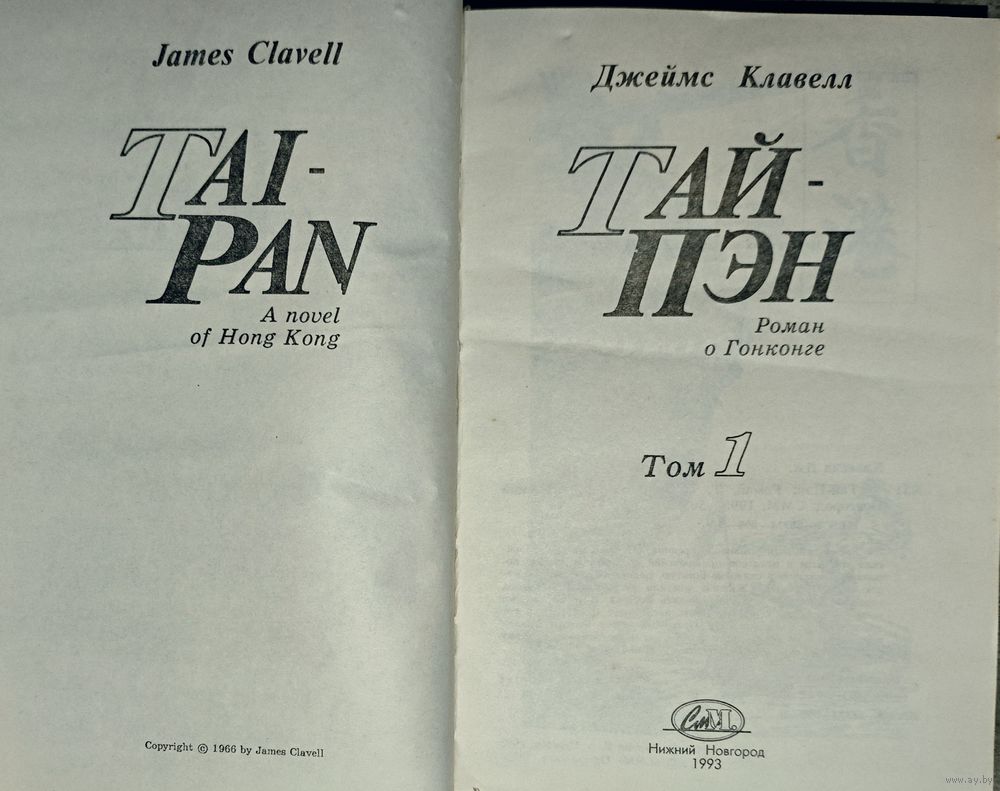 James Clavell
TAI-
PAN
A novel
of Hong Kong
Copyright © 1966 by James Clavell
Джеймс Клавелл
ТАЙ-
ПЭН
Роман
о Гонконге
Том 1
СмМ.
Нижний Новгород
1993
www.ay.by